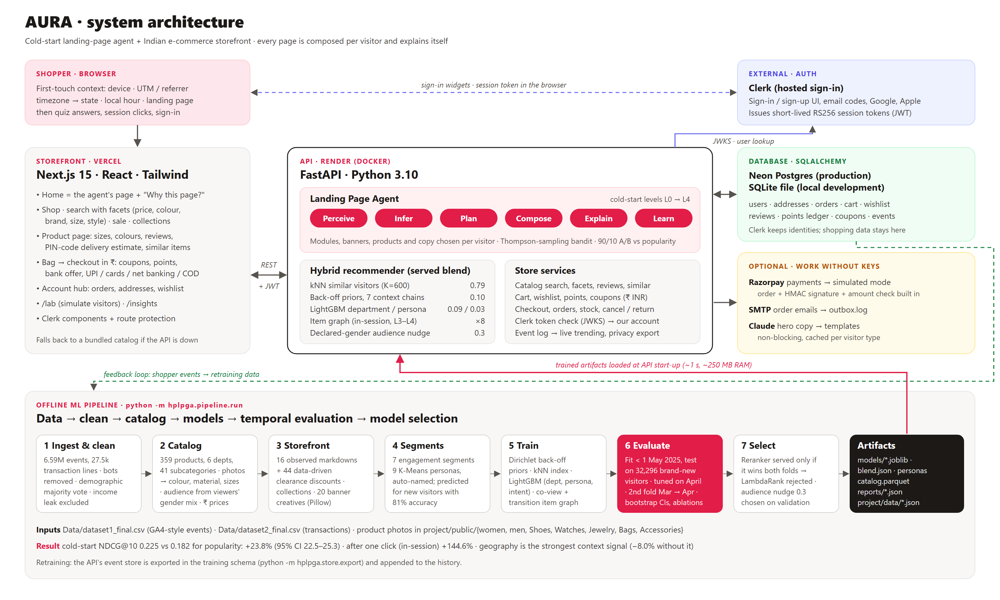 AURA · system architecture
Cold-start landing-page agent + Indian e-commerce storefront · every page is composed per visitor and explains itself
SHOPPER · BROWSER
First-touch context: device · UTM / referrer
timezone → state · local hour · landing page
then quiz answers, session clicks, sign-in
sign-in widgets · session token in the browser
EXTERNAL · AUTH
Clerk (hosted sign-in)
Sign-in / sign-up UI, email codes, Google, Apple
Issues short-lived RS256 session tokens (JWT)
JWKS · user lookup
STOREFRONT · VERCEL
Next.js 15 · React · Tailwind
• Home = the agent's page + "Why this page?"
• Shop · search with facets (price, colour,
brand, size, style) · sale · collections
• Product page: sizes, colours, reviews,
PIN-code delivery estimate, similar items
• Bag → checkout in ₹: coupons, points,
bank offer, UPI / cards / net banking / COD
• Account hub: orders, addresses, wishlist
• /lab (simulate visitors) · /insights
• Clerk components + route protection
Falls back to a bundled catalog if the API is down
REST
+ JWT
API · RENDER (DOCKER)
FastAPI · Python 3.10
Landing Page Agent
cold-start levels L0 → L4
Perceive
Infer
Plan
Compose
Explain
Learn
Modules, banners, products and copy chosen per visitor · Thompson-sampling bandit · 90/10 A/B vs popularity
Hybrid recommender (served blend)
kNN similar visitors (K=600) 0.79
Back-off priors, 7 context chains 0.10
LightGBM department / persona 0.09 / 0.03
Item graph (in-session, L3–L4) ×8
Declared-gender audience nudge 0.3
Store services
Catalog search, facets, reviews, similar
Cart, wishlist, points, coupons (₹ INR)
Checkout, orders, stock, cancel / return
Clerk token check (JWKS) → our account
Event log → live trending, privacy export
DATABASE · SQLALCHEMY
Neon Postgres (production)
SQLite file (local development)
users · addresses · orders · cart · wishlist
reviews · points ledger · coupons · events
Clerk keeps identities; shopping data stays here
OPTIONAL · WORK WITHOUT KEYS
Razorpay payments → simulated mode
order + HMAC signature + amount check built in
SMTP order emails → outbox.log
Claude hero copy → templates
non-blocking, cached per visitor type
trained artifacts loaded at API start-up (~1 s, ~250 MB RAM)
feedback loop: shopper events → retraining data
OFFLINE ML PIPELINE · python -m hplpga.pipeline.run
Data → clean → catalog → models → temporal evaluation → model selection
1 Ingest & clean
6.59M events, 27.5k
transaction lines · bots
removed · demographic
majority vote · income
leak excluded
2 Catalog
359 products, 6 depts,
41 subcategories · photos
→ colour, material, sizes
· audience from viewers'
gender mix · ₹ prices
3 Storefront
16 observed markdowns
+ 44 data-driven
clearance discounts ·
collections · 20 banner
creatives (Pillow)
4 Segments
7 engagement segments
9 K-Means personas,
auto-named; predicted
for new visitors with
81% accuracy
5 Train
Dirichlet back-off
priors · kNN index ·
LightGBM (dept, persona,
intent) · co-view +
transition item graph
6 Evaluate
Fit < 1 May 2025, test
on 32,296 brand-new
visitors · tuned on April
· 2nd fold Mar → Apr ·
bootstrap CIs, ablations
7 Select
Reranker served only if
it wins both folds →
LambdaRank rejected ·
audience nudge 0.3
chosen on validation
Artifacts
models/*.joblib ·
blend.json · personas
catalog.parquet
reports/*.json
project/data/*.json
Inputs Data/dataset1_final.csv (GA4-style events) · Data/dataset2_final.csv (transactions) · product photos in project/public/{women, men, Shoes, Watches, Jewelry, Bags, Accessories}
Result cold-start NDCG@10 0.225 vs 0.182 for popularity: +23.8% (95% CI 22.5–25.3) · after one click (in-session) +144.6% · geography is the strongest context signal (−8.0% without it)
Retraining: the API's event store is exported in the training schema (python -m hplpga.store.export) and appended to the history.